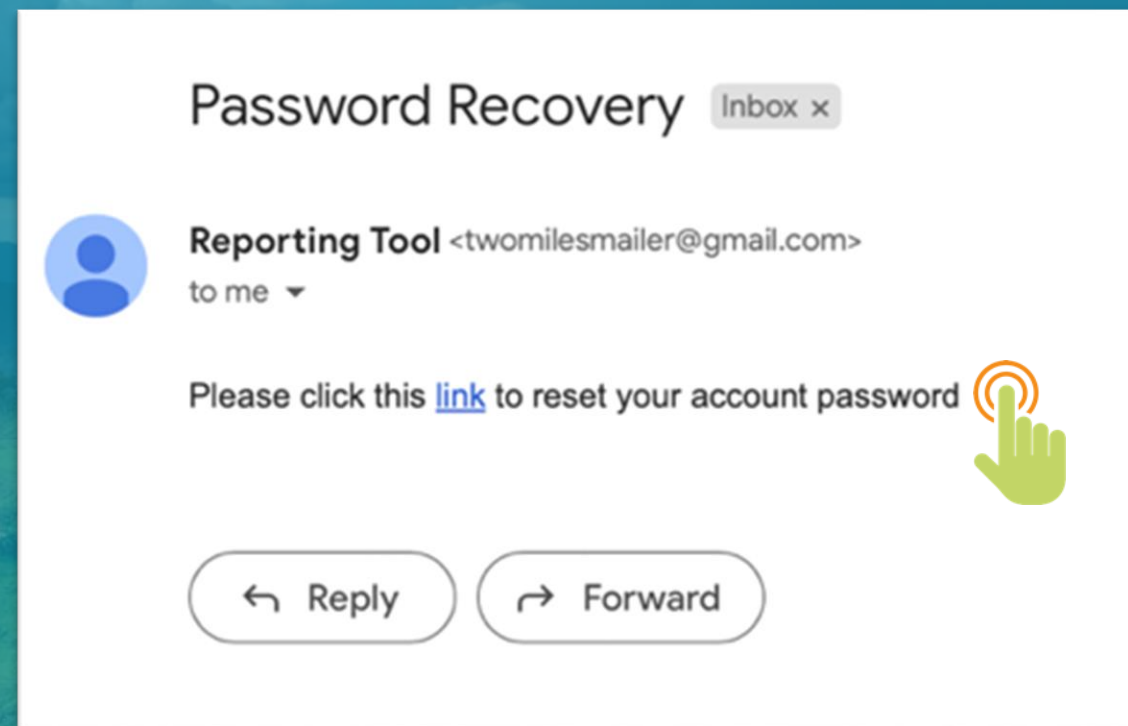 Password Recovery Inbox ×
Reporting Tool <twomilesmailer@gmail.com>
to me
Please click this link to reset your account password
Reply Forward